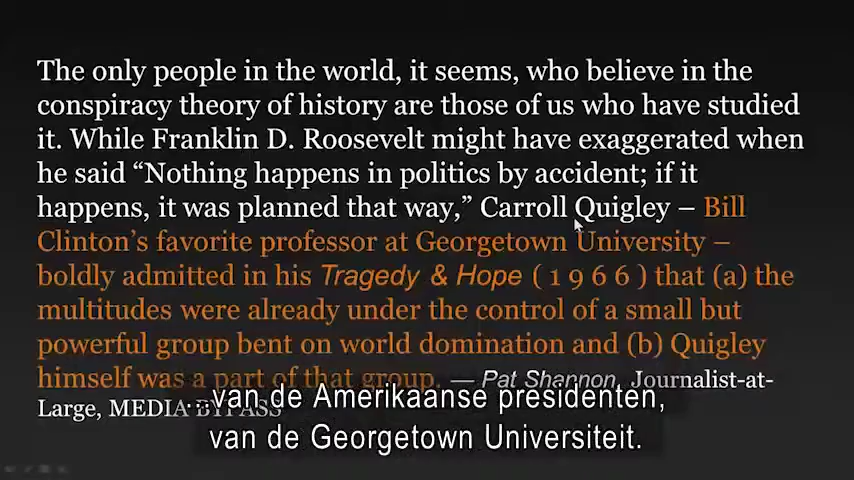 The only people in the world, it seems, who believe in the
conspiracy theory of history are those of us who have studied
it. While Franklin D. Roosevelt might have exaggerated when
he said “Nothing happens in politics by accident; if it
happens, it was planned that way,” Carroll Quigley – Bill
Clinton’s favorite professor at Georgetown University –
boldly admitted in his Tragedy & Hope ( 1 9 6 6 ) that (a) the
multitudes were already under the control of a small but
powerful group bent on world domination and (b) Quigley
himself was a part of that group. — Pat Shannon, Journalist-at-
Large, MEDIA BYPASS
...van de Amerikaanse presidenten,
van de Georgetown Universiteit.